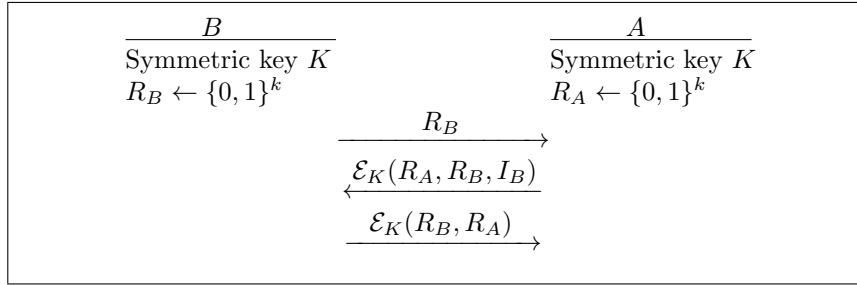 B A
Symmetric key K Symmetric key K
R_B ← {0, 1}^k R_A ← {0, 1}^k
R_B
ℰ_K(R_A, R_B, I_B)
ℰ_K(R_B, R_A)